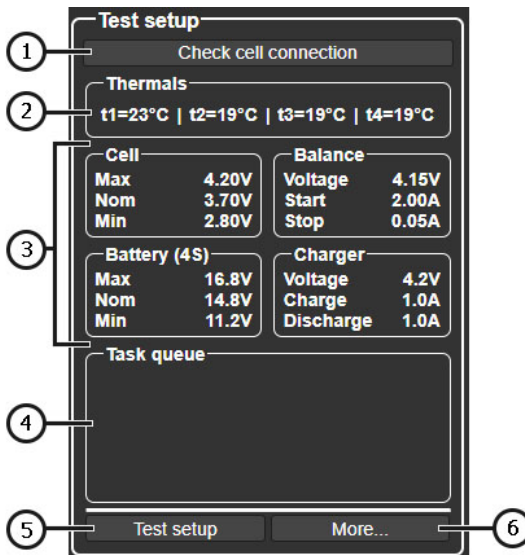 Test setup
1
Check cell connection
Thermals
2
t1=23°C | t2=19°C | t3=19°C | t4=19°C
3
Cell
Max 4.20V
Nom 3.70V
Min 2.80V
Balance
Voltage 4.15V
Start 2.00A
Stop 0.05A
Battery (4S)
Max 16.8V
Nom 14.8V
Min 11.2V
Charger
Voltage 4.2V
Charge 1.0A
Discharge 1.0A
Task queue
4
5
Test setup
More...
6